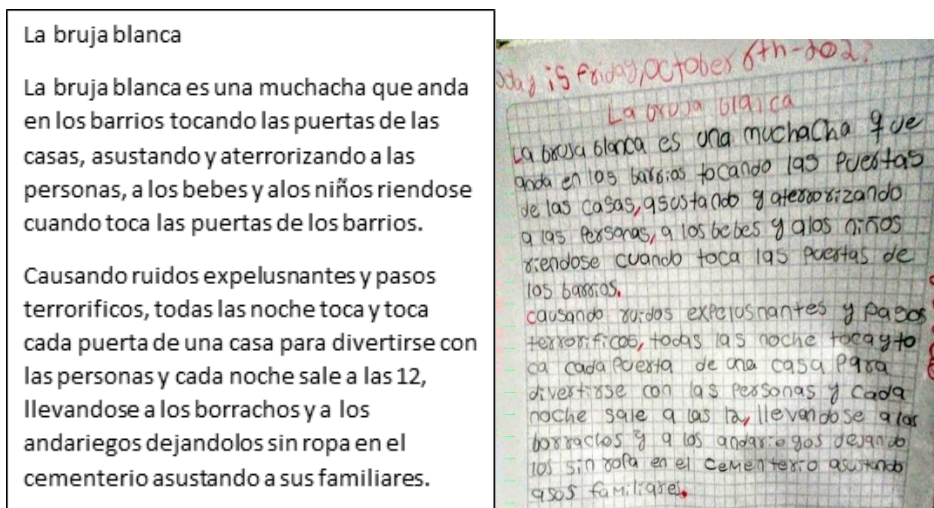 La bruja blanca
La bruja blanca es una muchacha que anda
en los barrios tocando las puertas de las
casas, asustando y aterrorizando a las
personas, a los bebes y alos niños riendose
cuando toca las puertas de los barrios.
Causando ruidos expelusnantes y pasos
terrorificos, todas las noche toca y toca
cada puerta de una casa para divertirse con
las personas y cada noche sale a las 12,
llevandose a los borrachos y a los
andariegos dejandolos sin ropa en el
cementerio asustando a sus familiares.
is friday, october 6th-202
La bruja blanca
La bruja blanca es una muchacha que
anda en los barrios tocando las puertas
de las casas, asustando y aterrorizando
a las personas, a los bebes y alos niños
riendose cuando toca las puertas de
los barrios.
causando ruidos expelusnantes y pasos
terrorificos, todas las noche toca y to
ca cada puerta de una casa para
divertirse con las personas y cada
noche sale a las 12, llevandose a los
borrachos y a los andariegos dejando
los sin ropa en el cementerio asustando
a sus familiares.